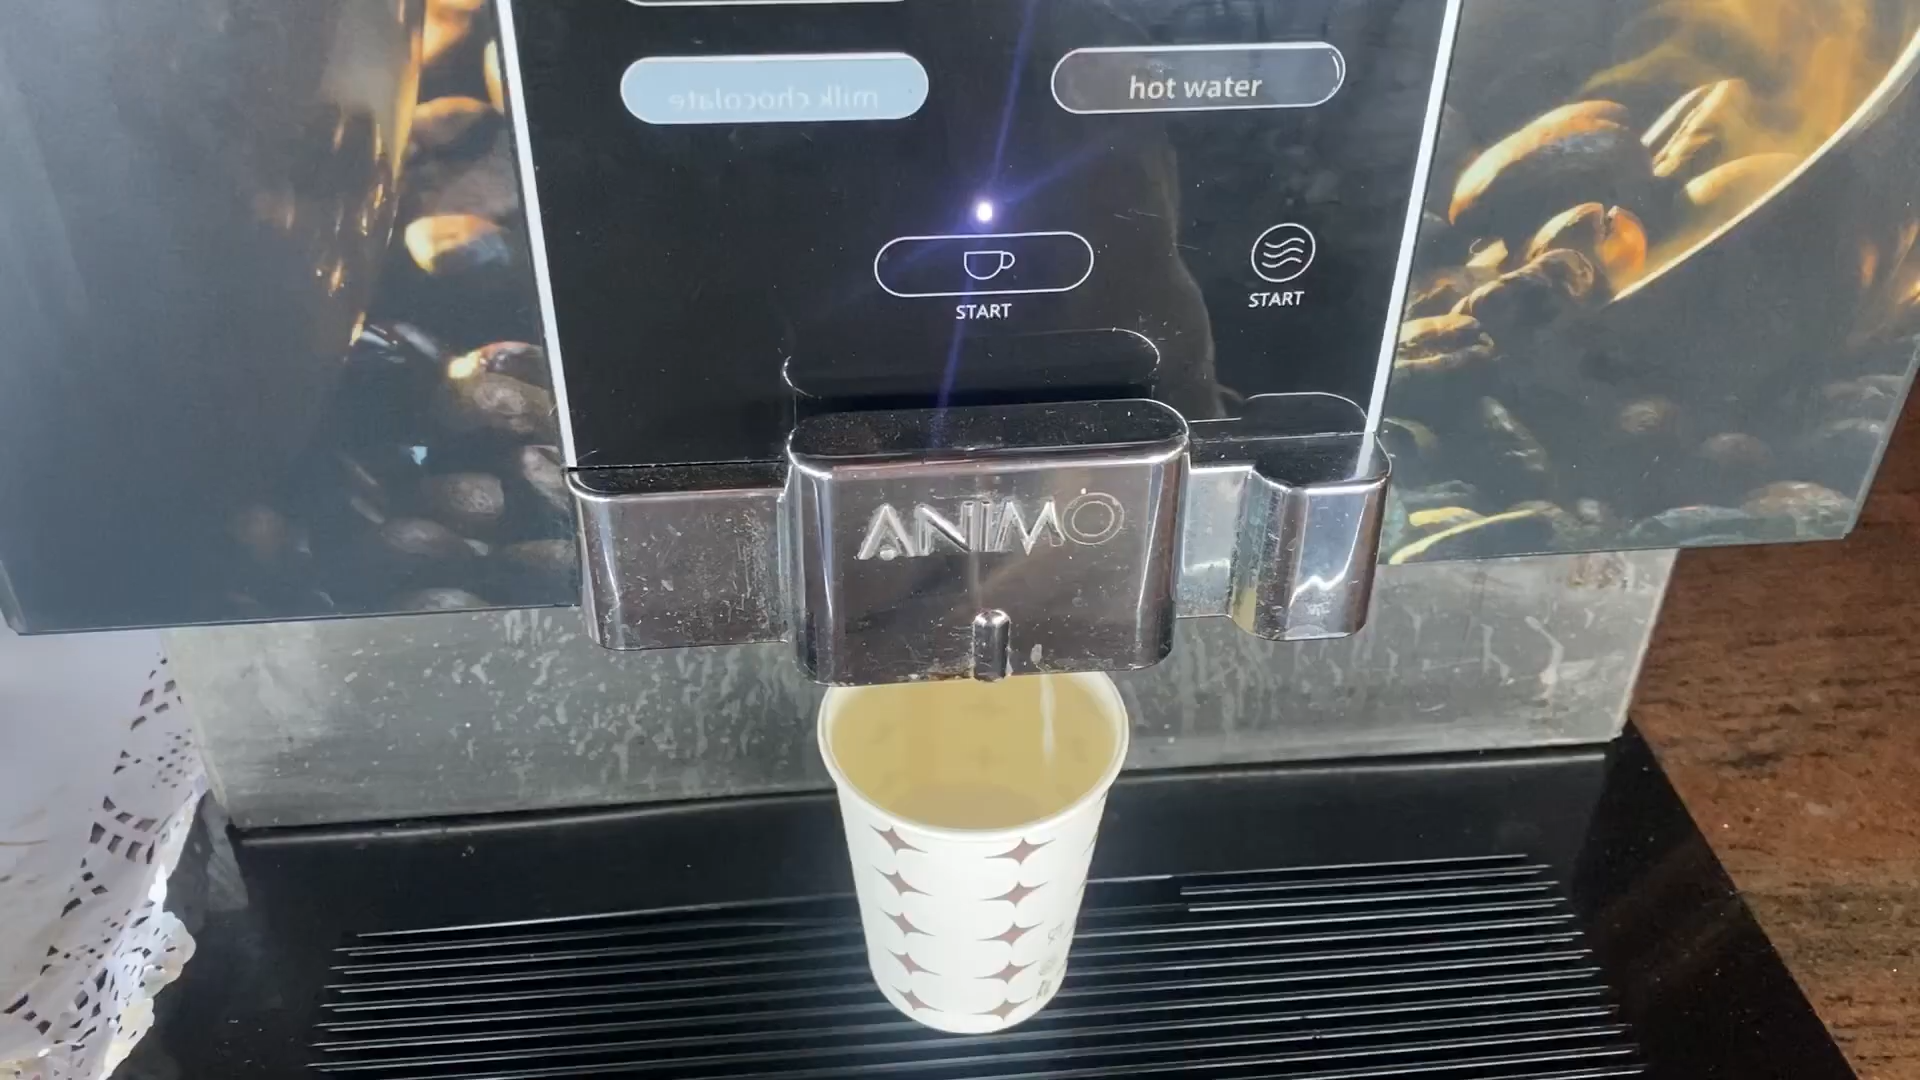 milk chocolate
hot water
START
START
ANIMO